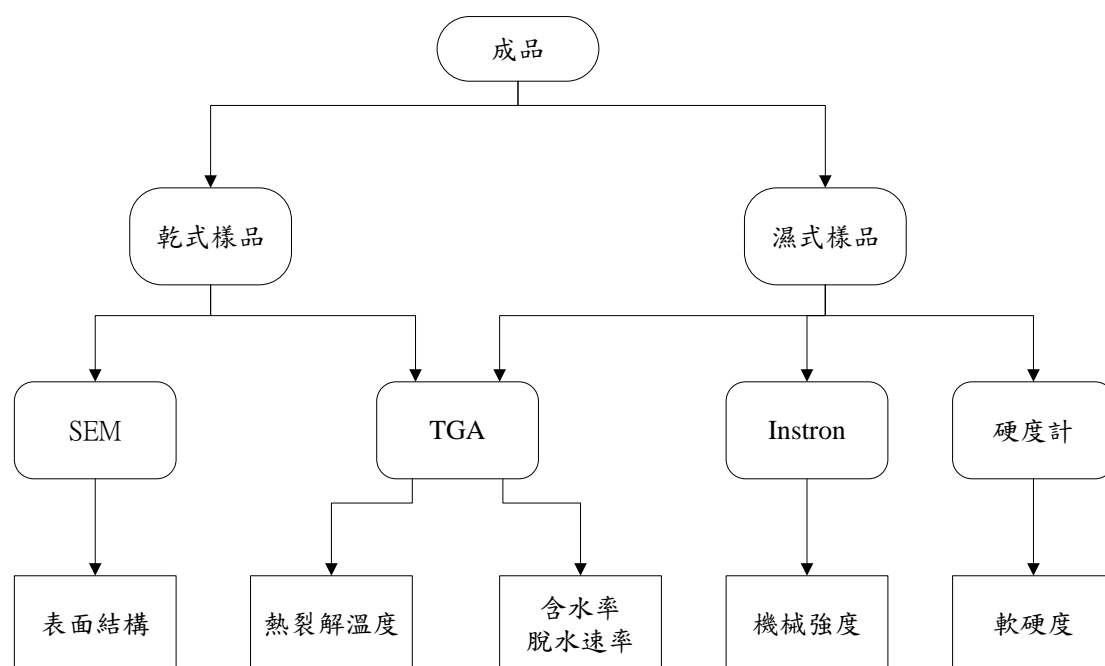 成品
乾式樣品
濕式樣品
SEM
TGA
Instron
硬度計
表面結構
熱裂解溫度
含水率
脫水速率
機械強度
軟硬度